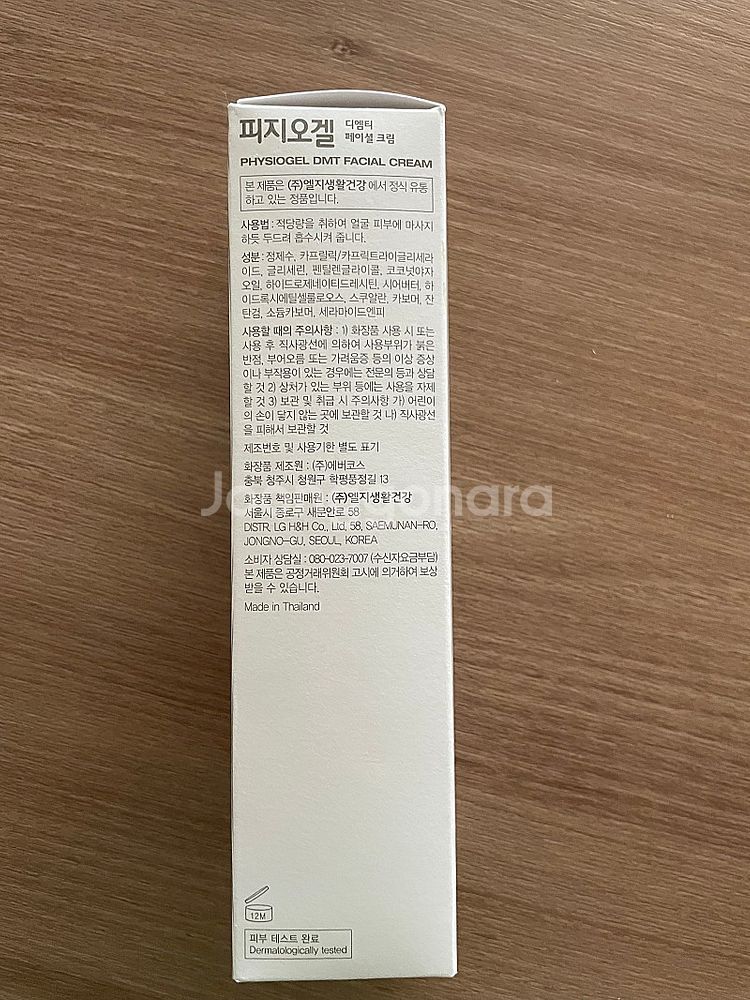 피지오겔 디엠티
페이셜 크림
PHYSIOGEL DMT FACIAL CREAM
본 제품은 (주)엘지생활건강 에서 정식 유통
하고 있는 정품입니다.
사용법 : 적당량을 취하여 얼굴 피부에 마사지
하듯 두드려 흡수시켜 줍니다.
성분 : 정제수, 카프릴릭/카프릭트라이글리세라
이드, 글리세린, 펜틸렌글라이콜, 코코넛야자
오일, 하이드로제네이티드레시틴, 시어버터, 하
이드록시에틸셀룰로오스, 스쿠알란, 카보머, 잔
탄검, 소듐카보머, 세라마이드엔피
사용할 때의 주의사항 : 1) 화장품 사용 시 또는
사용 후 직사광선에 의하여 사용부위가 붉은
반점, 부어오름 또는 가려움증 등의 이상 증상
이나 부작용이 있는 경우에는 전문의 등과 상담
할 것 2) 상처가 있는 부위 등에는 사용을 자제
할 것 3) 보관 및 취급 시 주의사항 가) 어린이
의 손이 닿지 않는 곳에 보관할 것 나) 직사광선
을 피해서 보관할 것
제조번호 및 사용기한 별도 표기
화장품 제조원 : (주)에버코스
충북 청주시 청원구 학평품정길 13
화장품 책임판매원 : (주)엘지생활건강
서울시 종로구 새문안로 58
DISTR. LG H&H Co., Ltd. 58, SAEMUNAN-RO,
JONGNO-GU, SEOUL, KOREA
소비자 상담실 : 080-023-7007 (수신자요금부담)
본 제품은 공정거래위원회 고시에 의거하여 보상
받을 수 있습니다.
Made in Thailand
12M
피부 테스트 완료
Dermatologically tested
Joonggonara